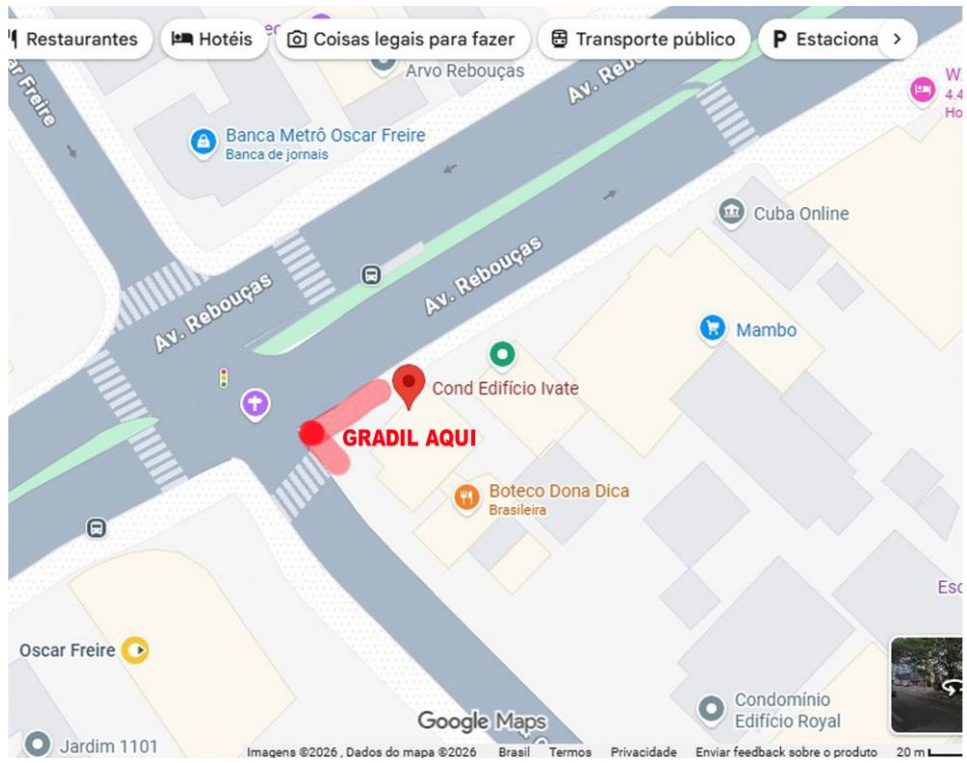 Restaurantes
Hotéis
Coisas legais para fazer
Transporte público
P Estaciona
Arvo Rebouças
Av. Rebo
ar Freire
W
4.4
Ho
Banca Metrô Oscar Freire
Banca de jornais
Cuba Online
Av. Rebouças
Av. Rebouças
Mambo
Cond Edifício Ivate
GRADIL AQUI
Boteco Dona Dica
Brasileira
Esc
Oscar Freire
Condomínio
Edifício Royal
Google Maps
Jardim 1101
Imagens ©2026, Dados do mapa ©2026 Brasil Termos Privacidade Enviar feedback sobre o produto 20 m